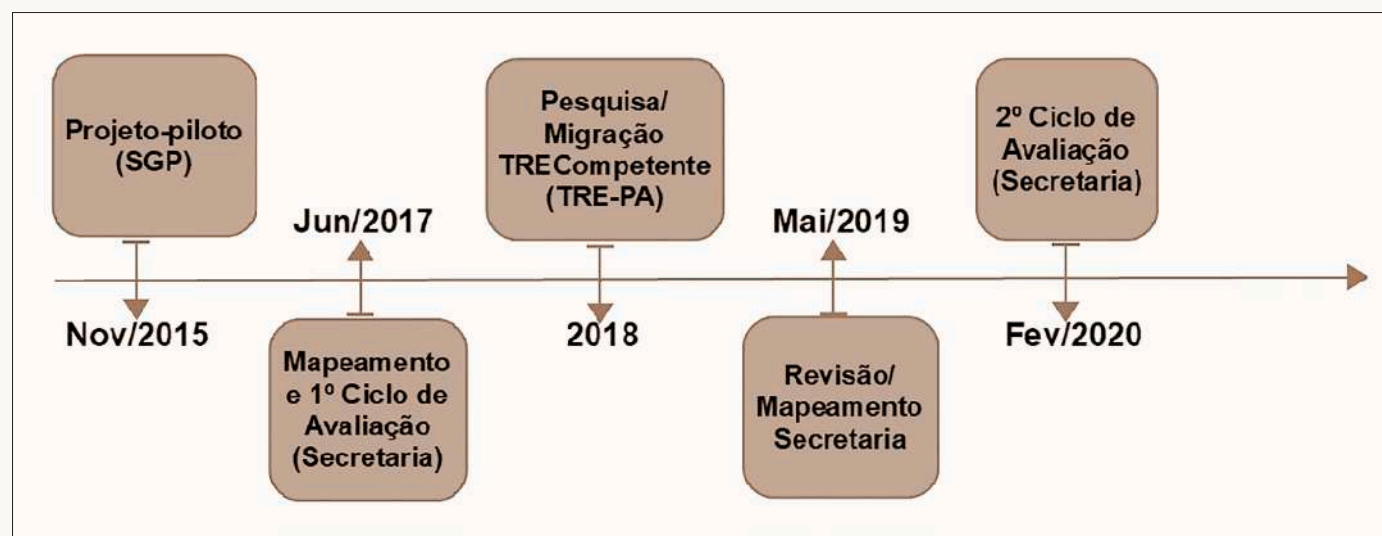 Projeto-piloto
(SGP)
Nov/2015
Jun/2017
Mapeamento
e 1º Ciclo de
Avaliação
(Secretaria)
Pesquisa/
Migração
TRECompetente
(TRE-PA)
2018
Mai/2019
Revisão/
Mapeamento
Secretaria
2º Ciclo de
Avaliação
(Secretaria)
Fev/2020